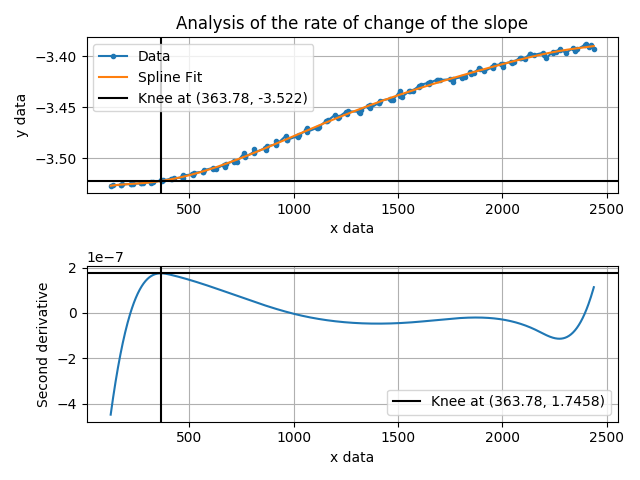 Analysis of the rate of change of the slope
Data
Spline Fit
Knee at (363.78, -3.522)
y data
−3.40
−3.45
−3.50
500 1000 1500 2000 2500
x data
1e−7
Second derivative
2
0
−2
−4
Knee at (363.78, 1.7458)
500 1000 1500 2000 2500
x data